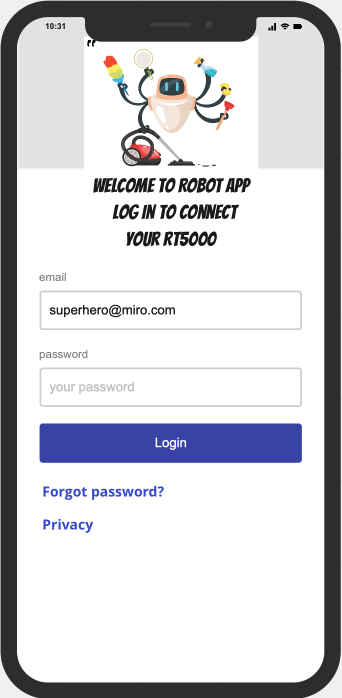 10:31
"
WELCOME TO ROBOT APP
LOG IN TO CONNECT
YOUR RT5000
email
superhero@miro.com
password
your password
Login
Forgot password?
Privacy